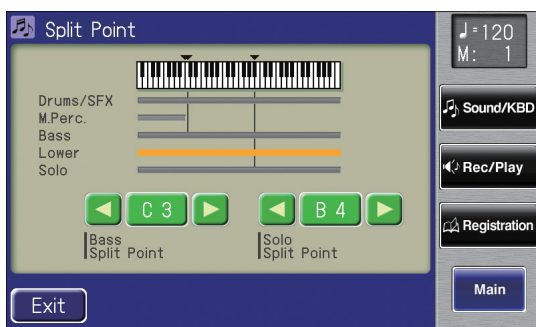 Split Point
Drums/SFX
M.Perc.
Bass
Lower
Solo
C 3
B 4
Bass
Split Point
Solo
Split Point
Exit
♩=120
M: 1
Sound/KBD
Rec/Play
Registration
Main